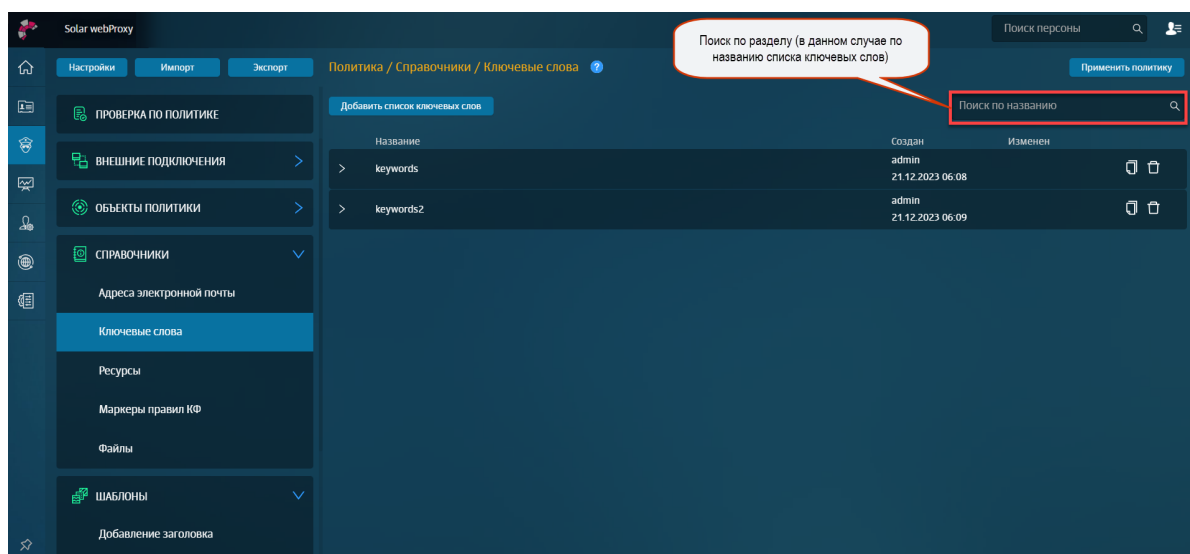 Solar webProxy
Поиск персоны
Поиск по разделу (в данном случае по
названию списка ключевых слов)
Настройки
Импорт
Экспорт
Политика / Справочники / Ключевые слова ?
Применить политику
ПРОВЕРКА ПО ПОЛИТИКЕ
ВНЕШНИЕ ПОДКЛЮЧЕНИЯ
ОБЪЕКТЫ ПОЛИТИКИ
СПРАВОЧНИКИ
Адреса электронной почты
Ключевые слова
Ресурсы
Маркеры правил КФ
Файлы
ШАБЛОНЫ
Добавление заголовка
Добавить список ключевых слов
Поиск по названию
Название
Создан
Изменен
keywords
admin
21.12.2023 06:08
keywords2
admin
21.12.2023 06:09